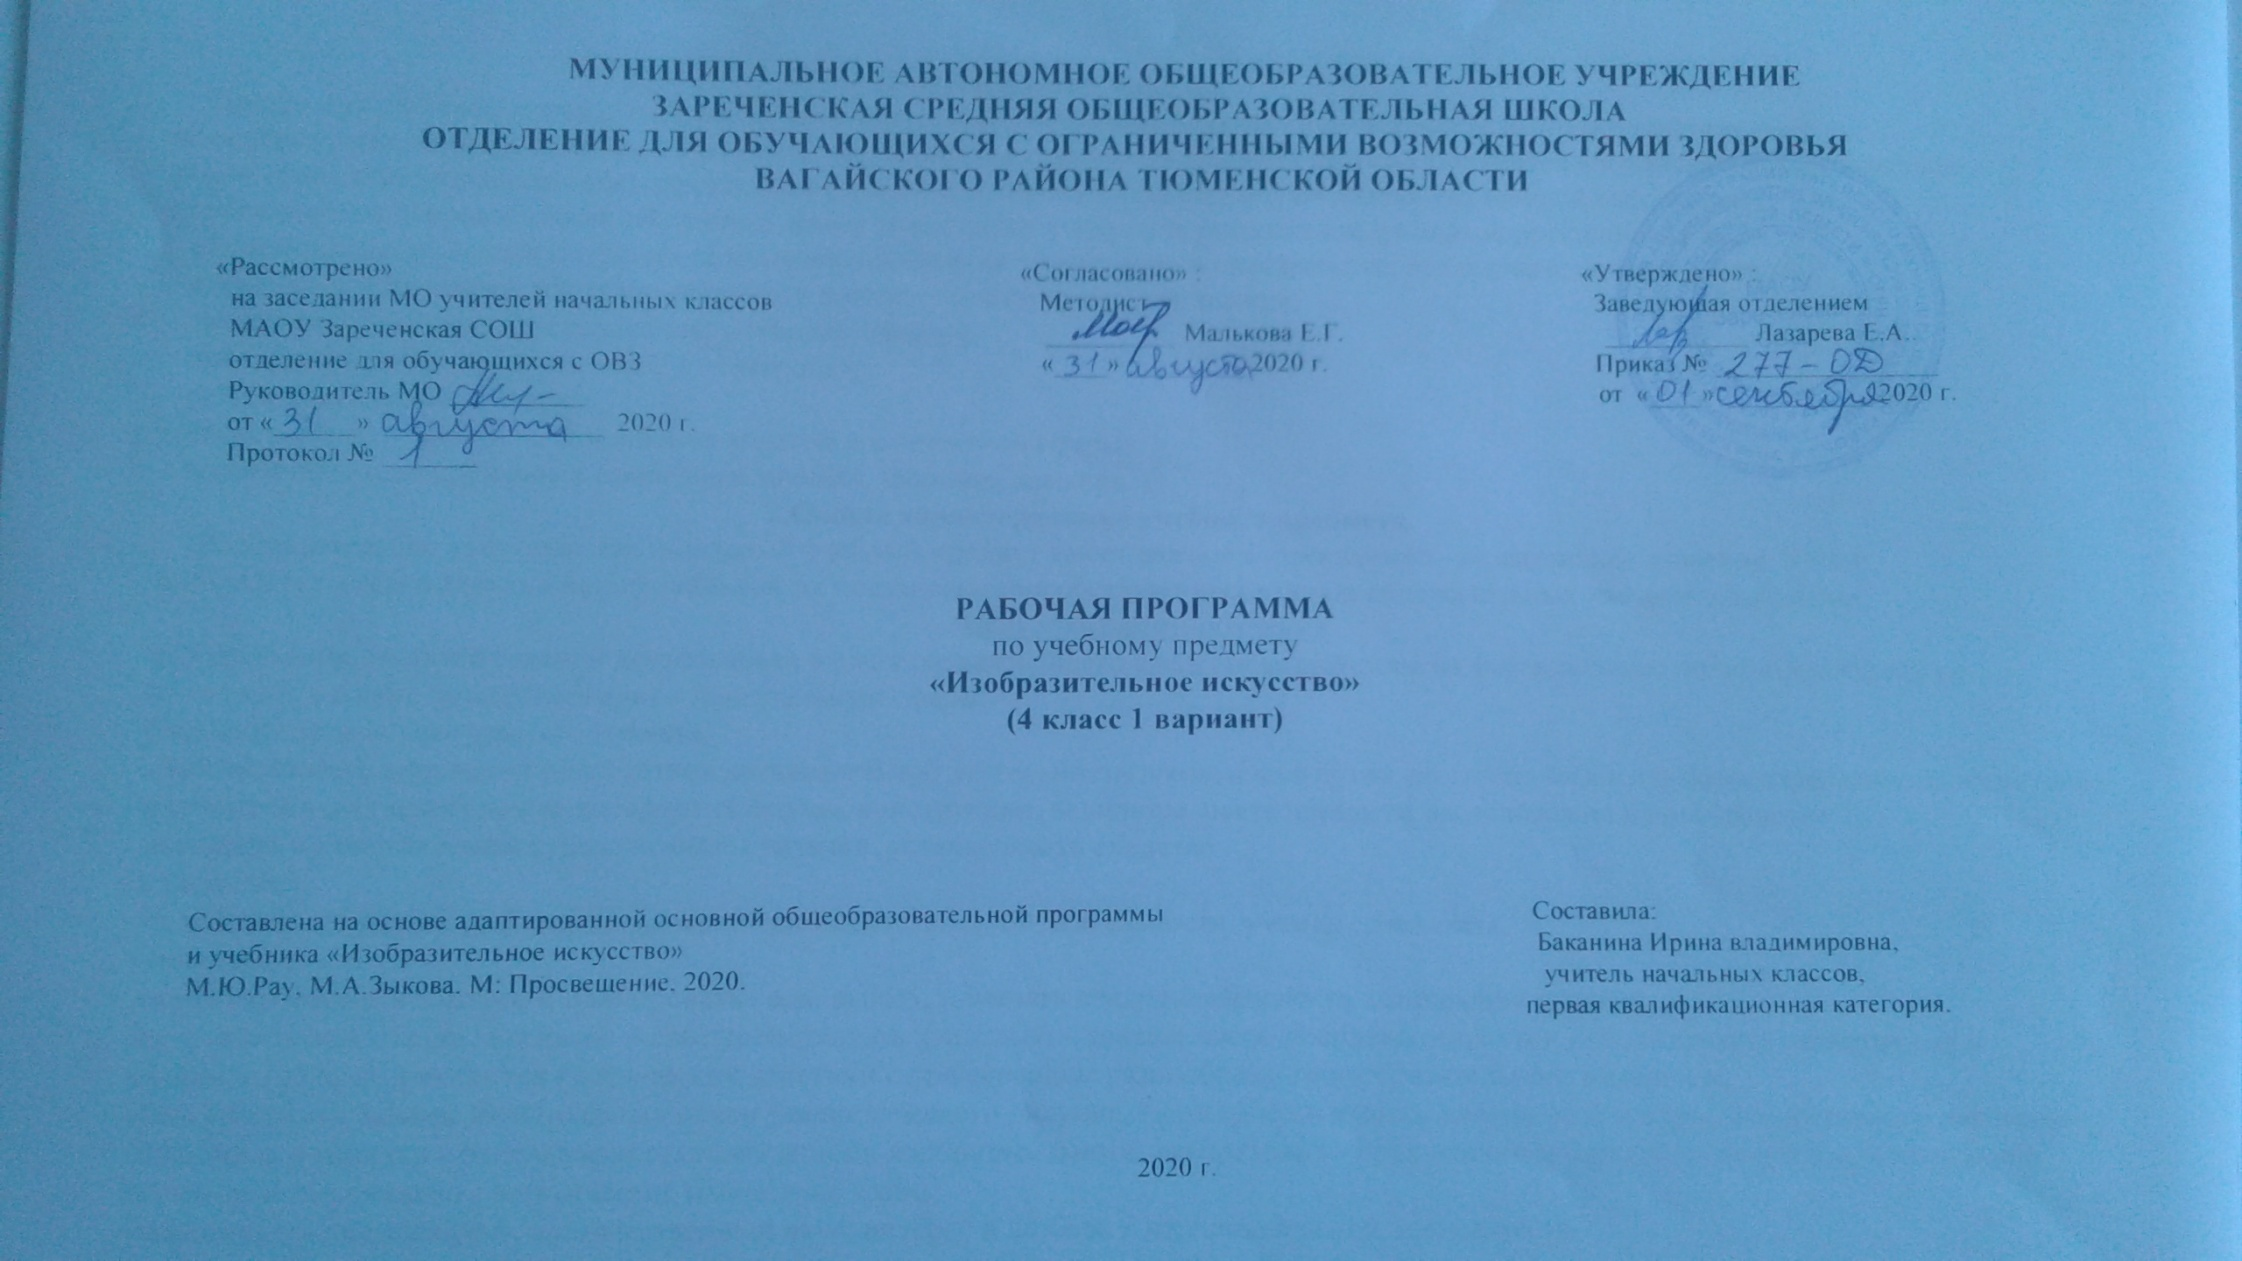 МУНИЦИПАЛЬНОЕ АВТОНОМНОЕ ОБЩЕОБРАЗОВАТЕЛЬНОЕ УЧРЕЖДЕНИЕ
ЗАРЕЧЕНСКАЯ СРЕДНЯЯ ОБЩЕОБРАЗОВАТЕЛЬНАЯ ШКОЛА
ОТДЕЛЕНИЕ ДЛЯ ОБУЧАЮЩИХСЯ С ОГРАНИЧЕННЫМИ ВОЗМОЖНОСТЯМИ ЗДОРОВЬЯ
ВАГАЙСКОГО РАЙОНА ТЮМЕНСКОЙ ОБЛАСТИ
«Рассмотрено»
на заседании МО учителей начальных классов
МАОУ Зареченская СОШ
отделение для обучающихся с ОВЗ
Руководитель МО
от «31» августа 2020 г.
Протокол № 1
«Согласовано» :
Методист
Малькова Е.Г.
«31» августа 2020 г.
«Утверждено» :
Заведующая отделением
Лазарева Е.А.
Приказ № 277-ОД
от «01» сентября 2020 г.
РАБОЧАЯ ПРОГРАММА
по учебному предмету
«Изобразительное искусство»
(4 класс 1 вариант)
Составлена на основе адаптированной основной общеобразовательной программы
и учебника «Изобразительное искусство»
М.Ю.Рау. М.А.Зыкова. М: Просвещение. 2020.
Составила:
Баканина Ирина владимировна,
учитель начальных классов,
первая квалификационная категория.
2020 г.